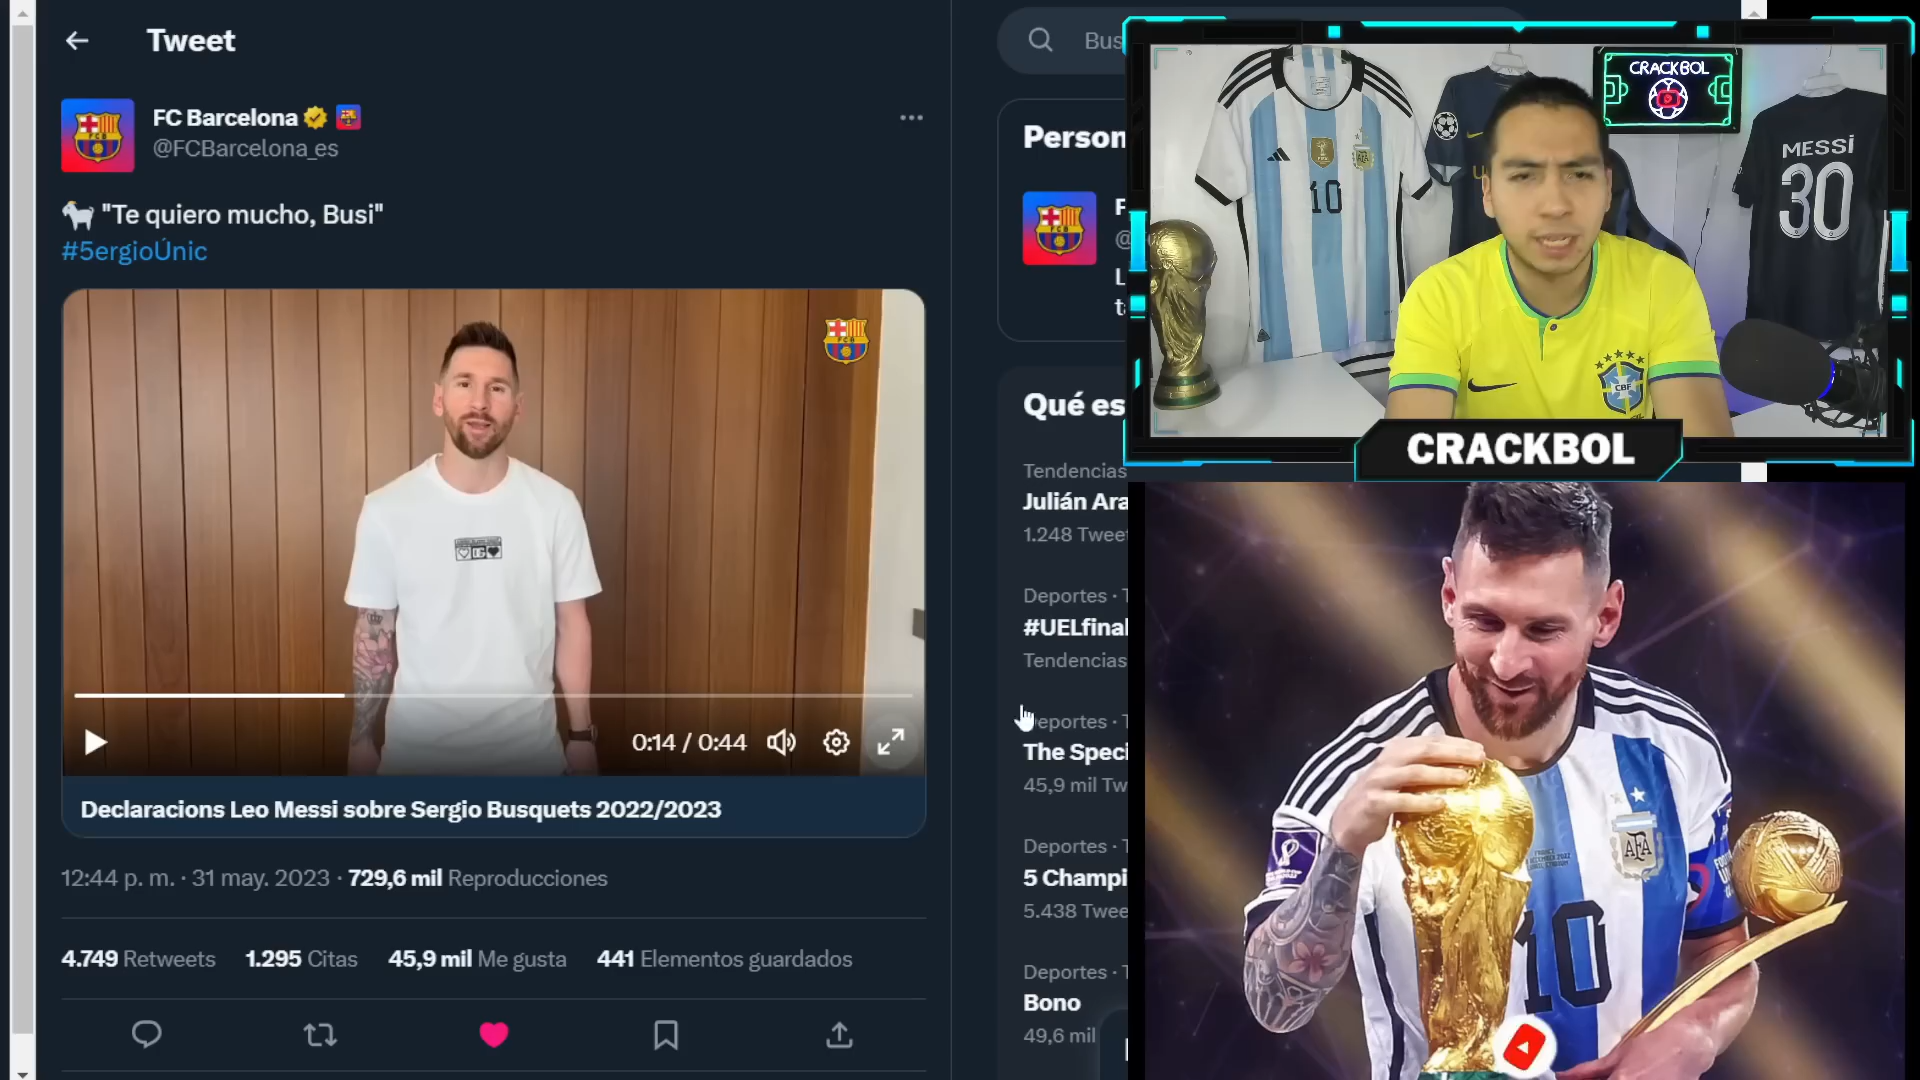 Tweet
FC Barcelona
@FCBarcelona_es
"Te quiero mucho, Busi"
#5ergioÚnic
FCB
0:14 / 0:44
Declaracions Leo Messi sobre Sergio Busquets 2022/2023
12:44 p. m. · 31 may. 2023 · 729,6 mil Reproducciones
4.749 Retweets 1.295 Citas 45,9 mil Me gusta 441 Elementos guardados
Bus
Person
Qué es
Tendencias
Julián Ara
1.248 Twee
Deportes · T
#UELfinal
Tendencias
Deportes · T
The Speci
45,9 mil Tw
Deportes · T
5 Champi
5.438 Twee
Deportes · T
Bono
49,6 mil
CRACKBOL
10
MESSI
30
CBF
CRACKBOL
AFA
10